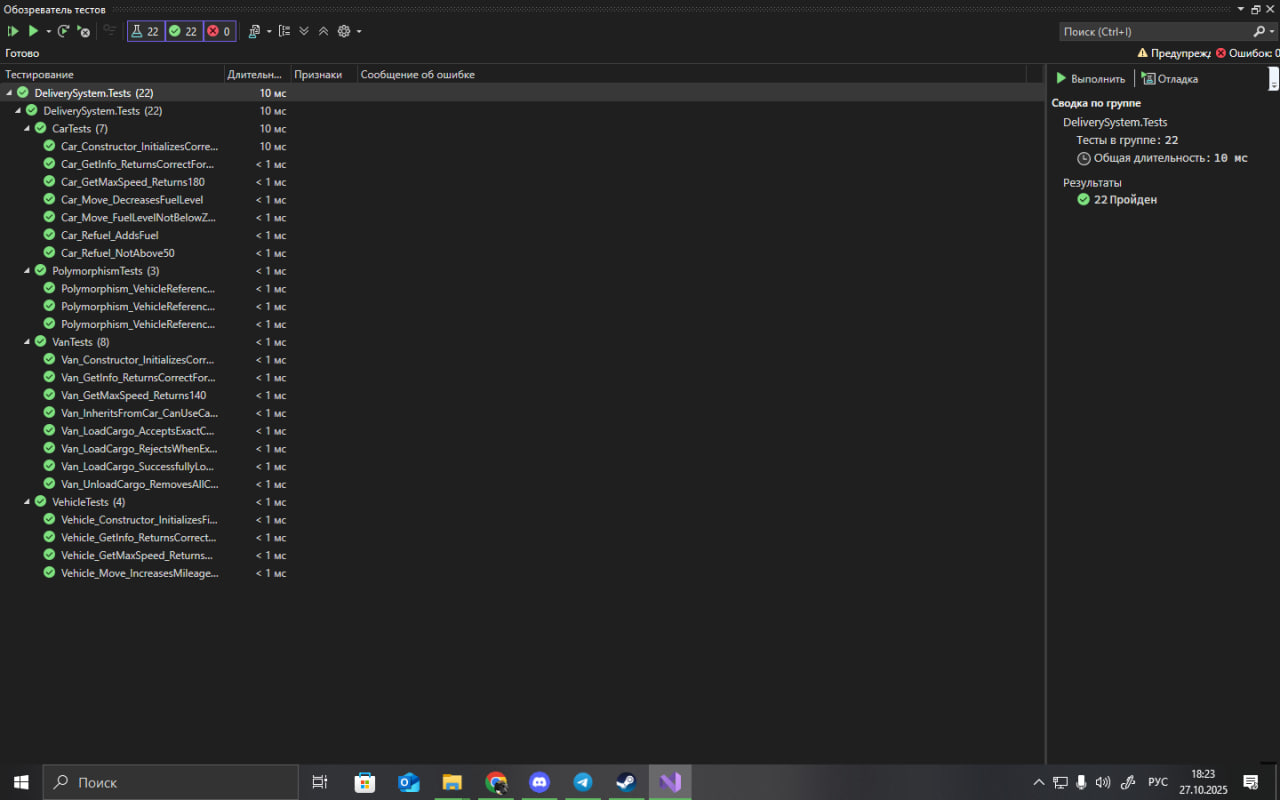 Обозреватель тестов
22 22 0
Поиск (Ctrl+I)
Готово
Предупреж Ошибок: 0
Тестирование Длительн... Признаки Сообщение об ошибке
DeliverySystem.Tests (22) 10 мс
DeliverySystem.Tests (22) 10 мс
CarTests (7) 10 мс
Car_Constructor_InitializesCorre... 10 мс
Car_GetInfo_ReturnsCorrectFor... < 1 мс
Car_GetMaxSpeed_Returns180 < 1 мс
Car_Move_DecreasesFuelLevel < 1 мс
Car_Move_FuelLevelNotBelowZ... < 1 мс
Car_Refuel_AddsFuel < 1 мс
Car_Refuel_NotAbove50 < 1 мс
PolymorphismTests (3) < 1 мс
Polymorphism_VehicleReferenc... < 1 мс
Polymorphism_VehicleReferenc... < 1 мс
Polymorphism_VehicleReferenc... < 1 мс
VanTests (8) < 1 мс
Van_Constructor_InitializesCorr... < 1 мс
Van_GetInfo_ReturnsCorrectFor... < 1 мс
Van_GetMaxSpeed_Returns140 < 1 мс
Van_InheritsFromCar_CanUseCa... < 1 мс
Van_LoadCargo_AcceptsExactC... < 1 мс
Van_LoadCargo_RejectsWhenEx... < 1 мс
Van_LoadCargo_SuccessfullyLo... < 1 мс
Van_UnloadCargo_RemovesAllC... < 1 мс
VehicleTests (4) < 1 мс
Vehicle_Constructor_InitializesFi... < 1 мс
Vehicle_GetInfo_ReturnsCorrect... < 1 мс
Vehicle_GetMaxSpeed_Returns... < 1 мс
Vehicle_Move_IncreasesMileage... < 1 мс
Выполнить Отладка
Сводка по группе
DeliverySystem.Tests
Тесты в группе: 22
Общая длительность: 10 мс
Результаты
22 Пройден
Поиск
РУС
18:23
27.10.2025